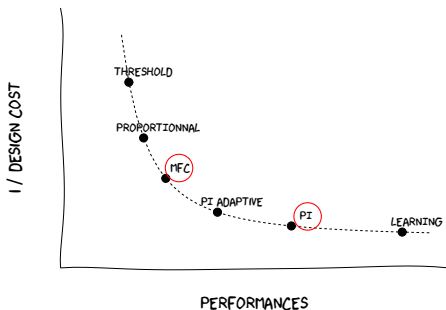 THRESHOLD
PROPORTIONNAL
MFC
PI ADAPTIVE
PI
LEARNING
1 / DESIGN COST
PERFORMANCES